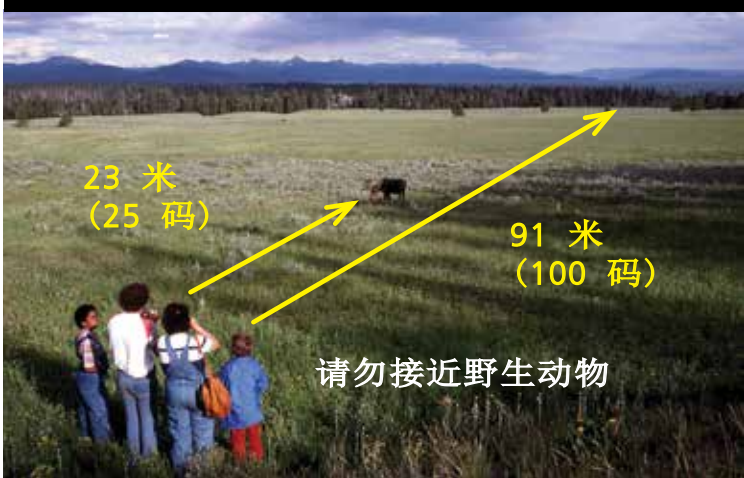 23 米
(25 码)
91 米
(100 码)
请勿接近野生动物